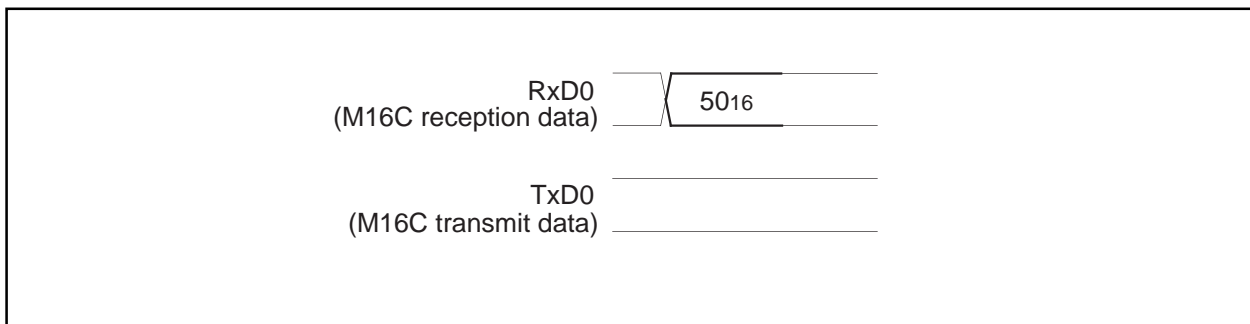 RxD0
(M16C reception data)
5016
TxD0
(M16C transmit data)